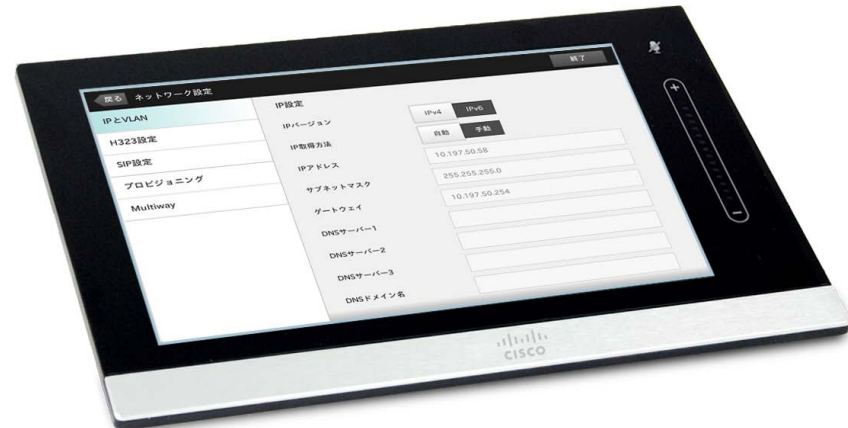 戻る ネットワーク設定 終了
IPとVLAN
H323設定
SIP設定
プロビジョニング
Multiway
IP設定
IPバージョン IPv4 IPv6
IP取得方法 自動 手動
IPアドレス 10.197.50.58
サブネットマスク 255.255.255.0
ゲートウェイ 10.197.50.254
DNSサーバー1
DNSサーバー2
DNSサーバー3
DNSドメイン名
+
−
CISCO